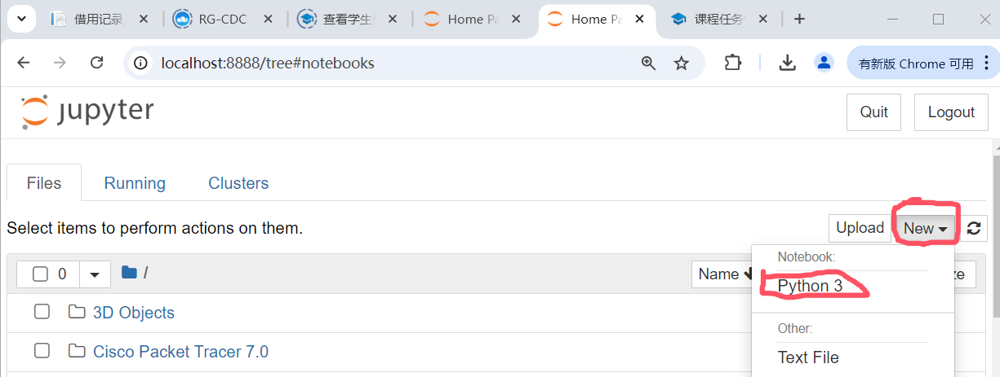 借用记录
RG-CDC
查看学生
Home Pa
Home Pa
课程任务
localhost:8888/tree#notebooks
有新版 Chrome 可用
jupyter
Quit
Logout
Files
Running
Clusters
Select items to perform actions on them.
Upload
New
0
/
Name
ze
Notebook:
Python 3
3D Objects
Other:
Cisco Packet Tracer 7.0
Text File